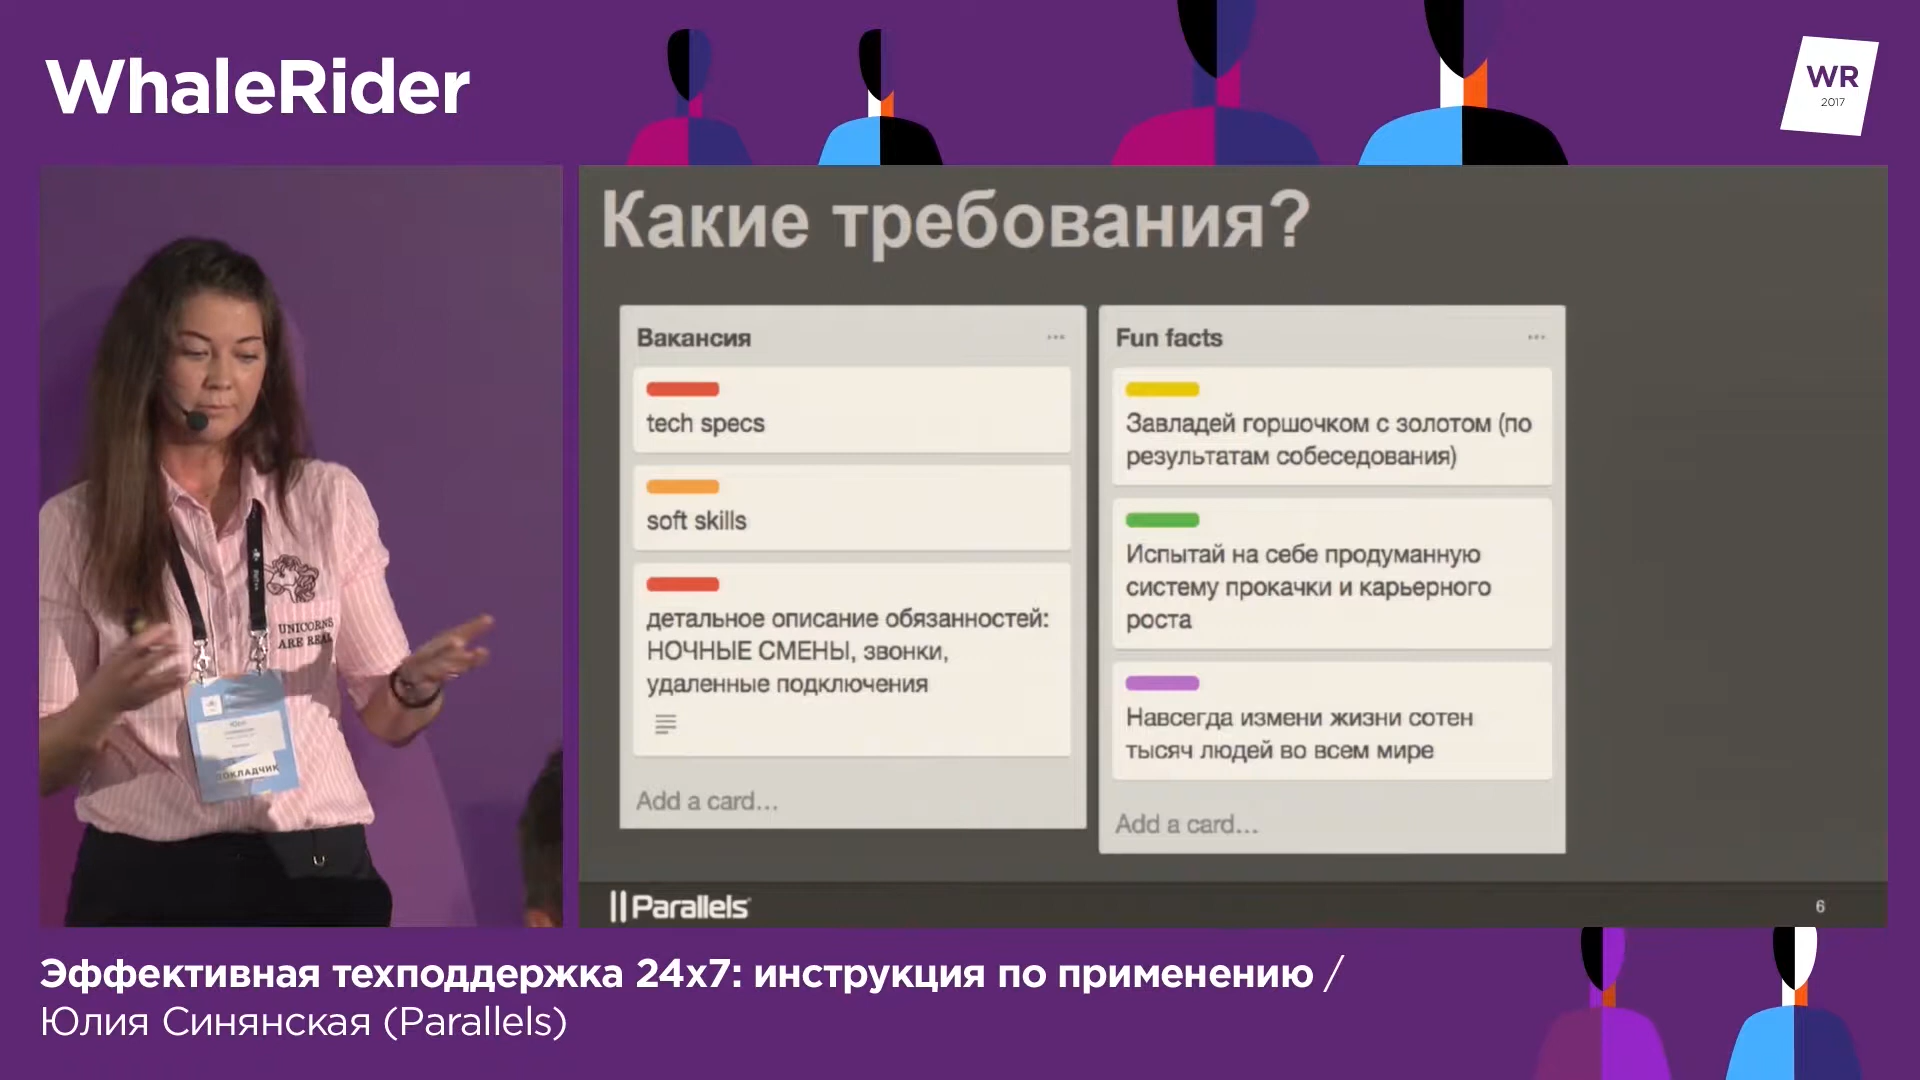 WhaleRider
WR
2017
Какие требования?
Вакансия
tech specs
soft skills
детальное описание обязанностей:
НОЧНЫЕ СМЕНЫ, звонки,
удаленные подключения
Add a card...
Fun facts
Завладей горшочком с золотом (по
результатам собеседования)
Испытай на себе продуманную
систему прокачки и карьерного
роста
Навсегда измени жизни сотен
тысяч людей во всем мире
Add a card...
Parallels
6
UNICORNS
ARE REAL
ДОКЛАДЧИК
Эффективная техподдержка 24x7: инструкция по применению /
Юлия Синянская (Parallels)